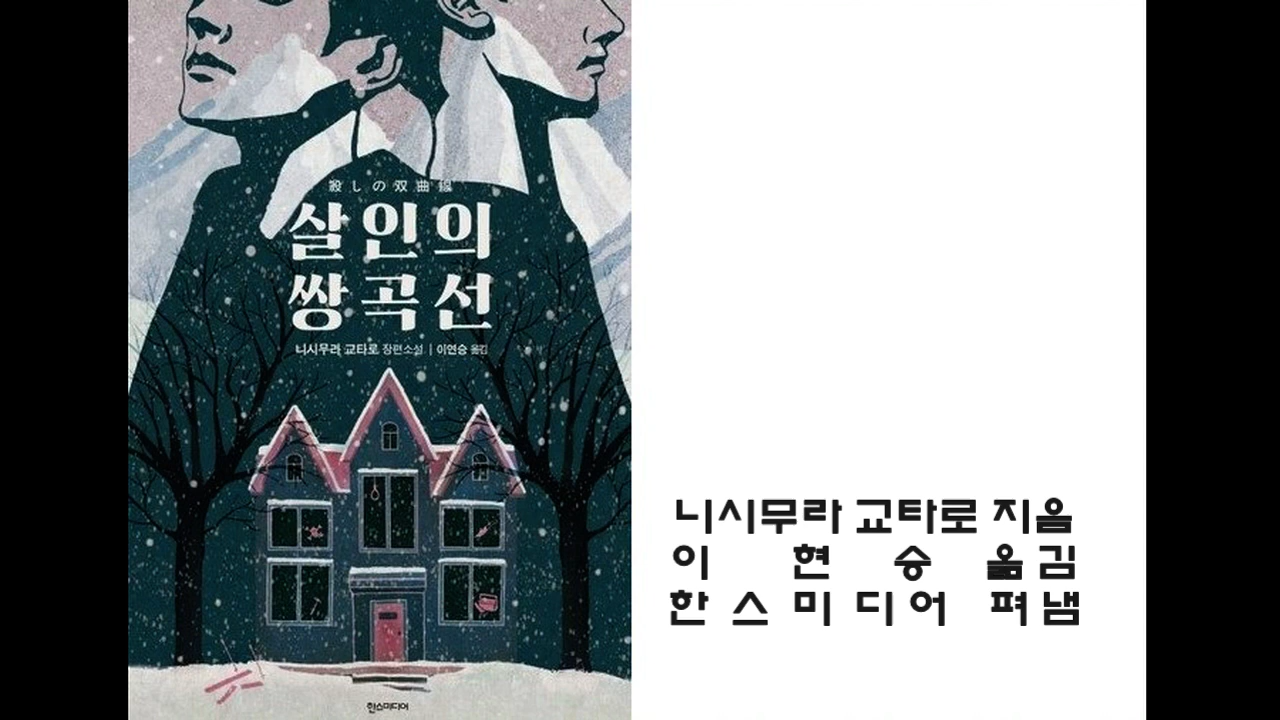 殺しの双曲線
살인의
쌍곡선
니시무라 교타로 장편소설 | 이연승 옮김
한스미디어
니시무라 교타로 지음
이 현 승 옮김
한 스 미 디 어 펴 냄